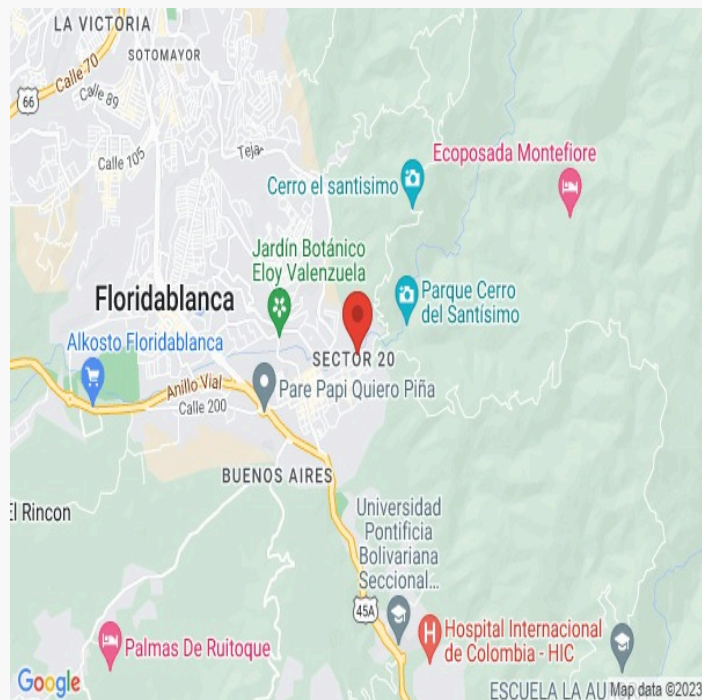 LA VICTORIA
SOTOMAYOR
Calle 70
66
Calle 89
Calle 105
Teja
Ecoposada Montefiore
Cerro el santisimo
Jardín Botánico
Eloy Valenzuela
Floridablanca
Parque Cerro
del Santísimo
Alkosto Floridablanca
SECTOR 20
Anillo Vial
Pare Papi Quiero Piña
Calle 200
BUENOS AIRES
El Rincon
Universidad
Pontificia
Bolivariana
Seccional...
45A
Hospital Internacional
de Colombia - HIC
Palmas De Ruitoque
Google
ESCUELA LA AU
Map data ©2023